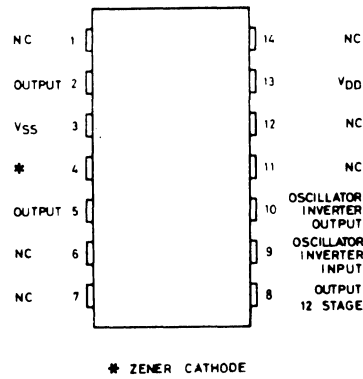 NC 1 14 NC
OUTPUT 2 13 VDD
VSS 3 12 NC
* 4 11 NC
OUTPUT 5 10 OSCILLATOR
INVERTER
OUTPUT
NC 6 9 OSCILLATOR
INVERTER
INPUT
NC 7 8 OUTPUT
12 STAGE
* ZENER CATHODE